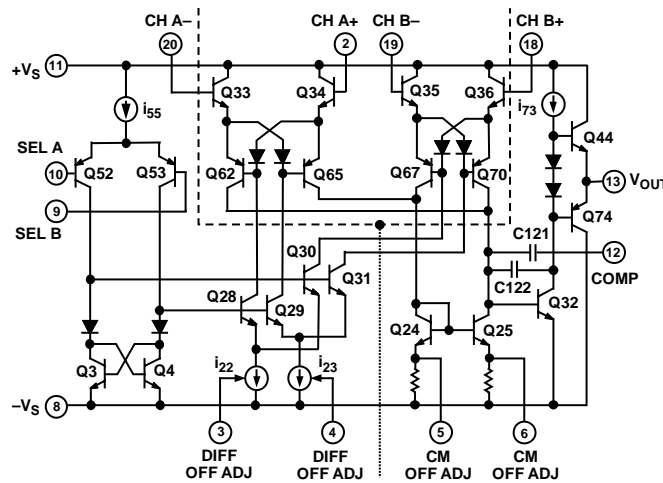 CH A– CH A+ CH B– CH B+
20 2 19 18
+VS 11
Q33 Q34 Q35 Q36
i55 i73
Q44
SEL A
10 Q52 Q53 Q62 Q65 Q67 Q70
13 VOUT
9
SEL B
Q74
C121
12
COMP
Q30
Q31
C122
Q28 Q29
Q24 Q25 Q32
Q3 Q4
i22 i23
–VS 8
3 4 5 6
DIFF
OFF ADJ
DIFF
OFF ADJ
CM
OFF ADJ
CM
OFF ADJ